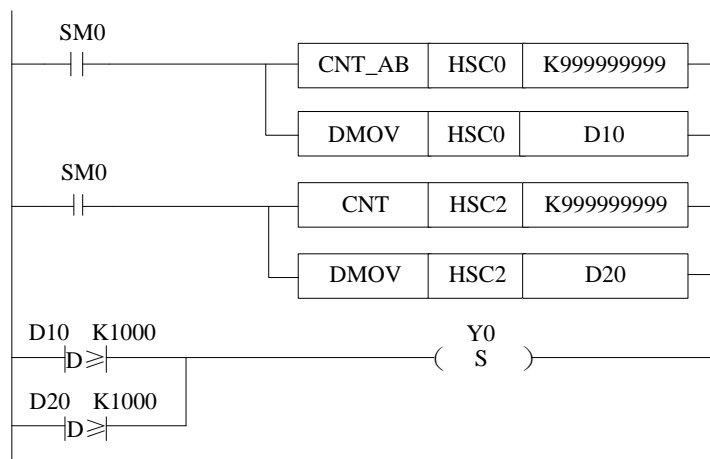 SM0
CNT_AB HSC0 K999999999
DMOV HSC0 D10
SM0
CNT HSC2 K999999999
DMOV HSC2 D20
D10 K1000 Y0
D≥ S
D20 K1000
D≥